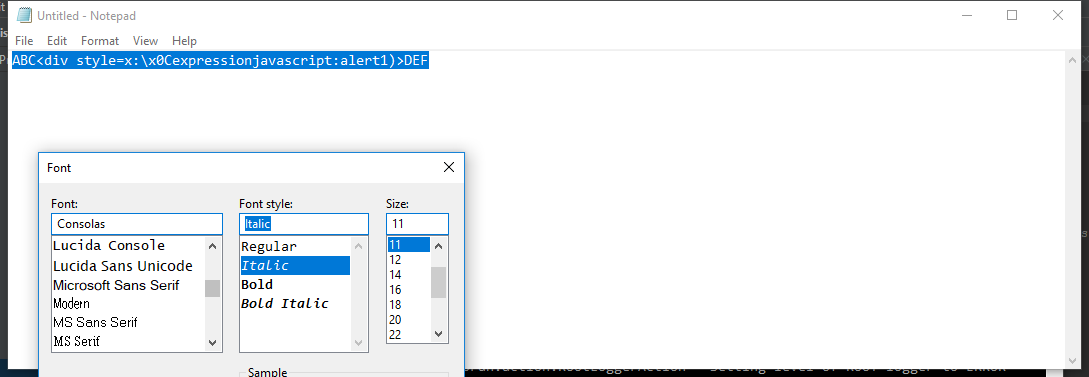 Untitled - Notepad
File Edit Format View Help
ABC<div style=x:\x0Cexpressionjavascript:alert1)>DEF
Font
Font: Font style: Size:
Consolas Italic 11
Lucida Console Regular 11
Lucida Sans Unicode Italic 12
Microsoft Sans Serif Bold 14
Modern Bold Italic 16
MS Sans Serif 18
MS Serif 20
22
Sample